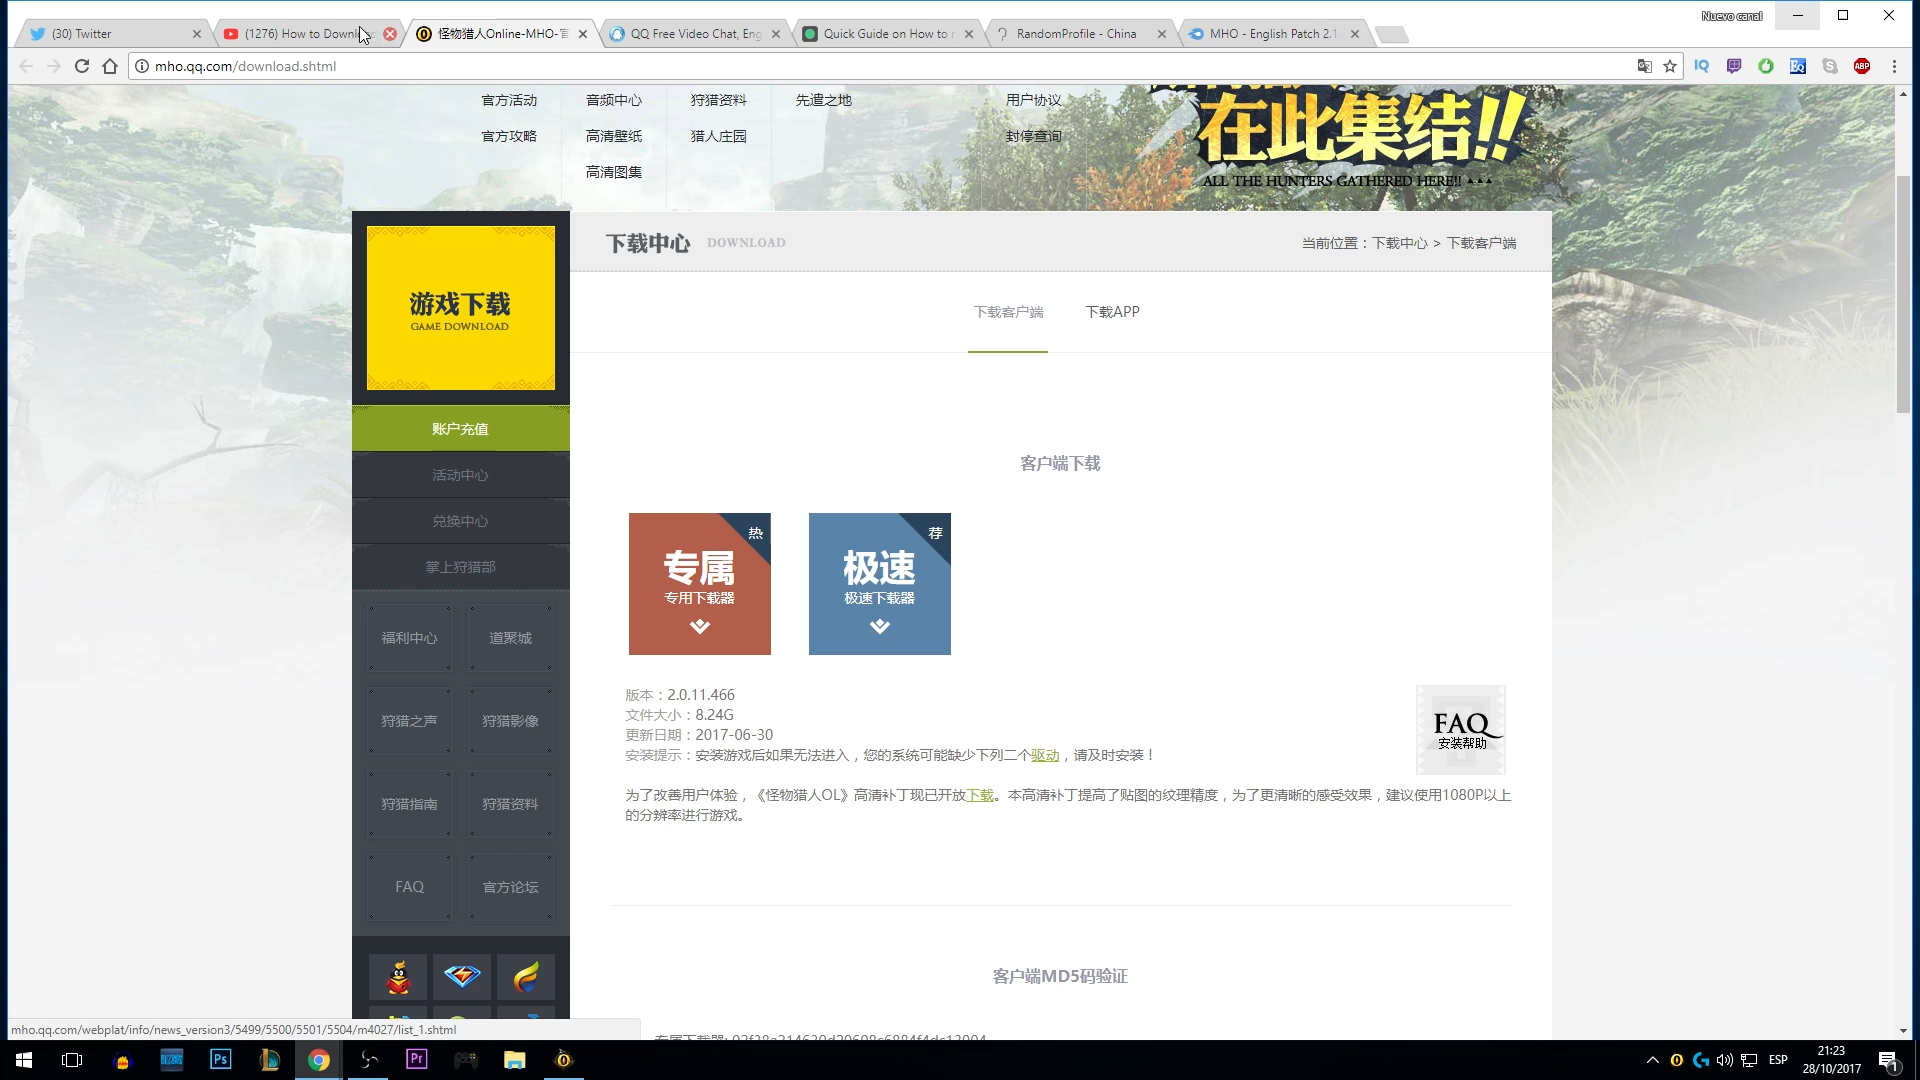 Nuevo canal
(30) Twitter
(1276) How to Downl
怪物猎人Online-MHO-官
QQ Free Video Chat, Eng
Quick Guide on How to r
RandomProfile - China
MHO - English Patch 2.1.
mho.qq.com/download.shtml
官方活动
音频中心
狩猎资料
先遣之地
用户协议
官方攻略
高清壁纸
猎人庄园
封停查询
高清图集
在此集结!!
ALL THE HUNTERS GATHERED HERE!!
游戏下载
GAME DOWNLOAD
下载中心 DOWNLOAD
当前位置：下载中心 > 下载客户端
下载客户端
下载APP
账户充值
活动中心
兑换中心
掌上狩猎部
福利中心
道聚城
狩猎之声
狩猎影像
狩猎指南
狩猎资料
FAQ
官方论坛
客户端下载
热
专属
专用下载器
荐
极速
极速下载器
版本：2.0.11.466
文件大小：8.24G
更新日期：2017-06-30
安装提示：安装游戏后如果无法进入，您的系统可能缺少下列二个驱动，请及时安装！
FAQ
安装帮助
为了改善用户体验，《怪物猎人OL》高清补丁现已开放下载。本高清补丁提高了贴图的纹理精度，为了更清晰的感受效果，建议使用1080P以上
的分辨率进行游戏。
客户端MD5码验证
mho.qq.com/webplat/info/news_version3/5499/5500/5501/5504/m4027/list_1.shtml
ESP
21:23
28/10/2017